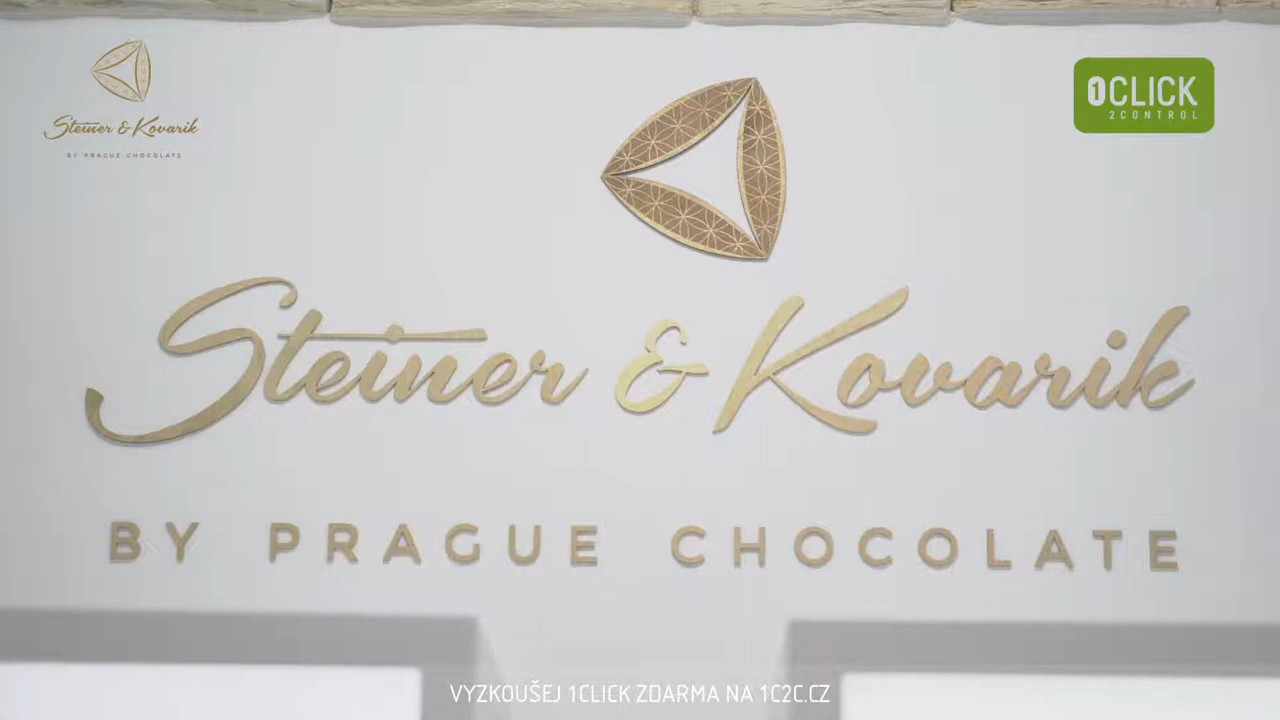 Steiner & Kovarik
BY PRAGUE CHOCOLATE
1CLICK
2CONTROL
Steiner & Kovarik
BY PRAGUE CHOCOLATE
VYZKOUŠEJ 1CLICK ZDARMA NA 1C2C.CZ